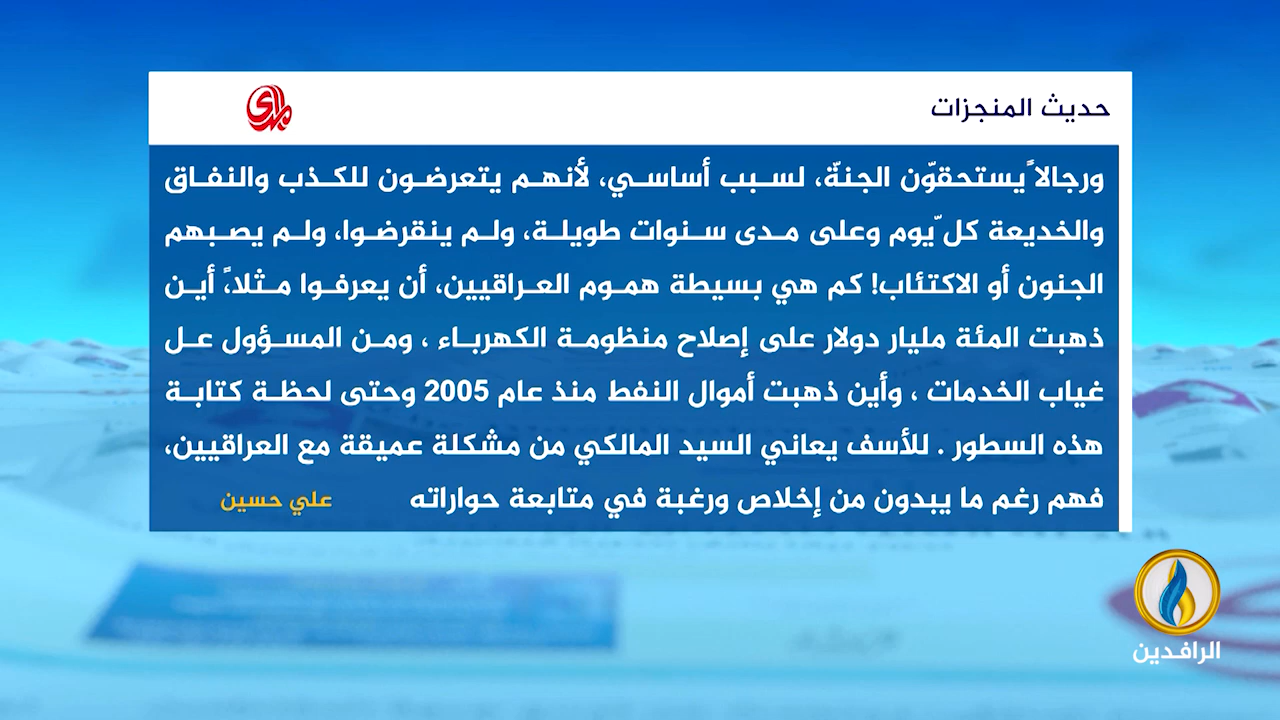 حديث المنجزات
المدى
ورجالاً يستحقوّن الجنةّ، لسبب أساسي، لأنهم يتعرضون للكذب والنفاق
والخديعة كل ّيوم وعلى مدى سنوات طويلة، ولم ينقرضوا، ولم يصبهم
الجنون أو الاكتئاب! كم هي بسيطة هموم العراقيين، أن يعرفوا مثلا،ً أين
ذهبت المئة مليار دولار على إصلاح منظومة الكهرباء ، ومن المسؤول عل
غياب الخدمات ، وأين ذهبت أموال النفط منذ عام 2005 وحتى لحظة كتابة
هذه السطور . للأسف يعاني السيد المالكي من مشكلة عميقة مع العراقيين،
فهم رغم ما يبدون من إخلاص ورغبة في متابعة حواراته
علي حسين
الرافدين